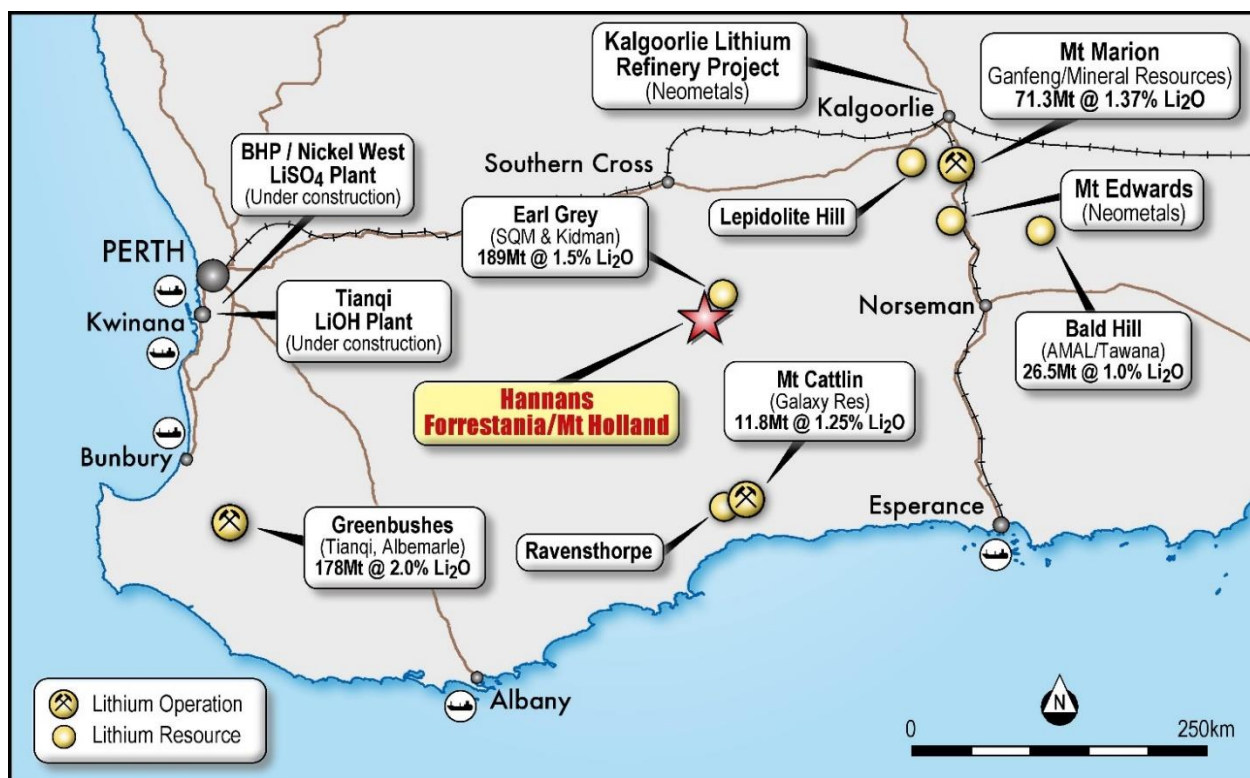 Kalgoorlie Lithium
Refinery Project
(Neometals)
Mt Marion
Ganfeng/Mineral Resources)
71.3Mt @ 1.37% Li2O
Kalgoorlie
BHP / Nickel West
LiSO4 Plant
(Under construction)
Southern Cross
Earl Grey
(SQM & Kidman)
189Mt @ 1.5% Li2O
Lepidolite Hill
Mt Edwards
(Neometals)
PERTH
Kwinana
Tianqi
LiOH Plant
(Under construction)
Norseman
Bald Hill
(AMAL/Tawana)
26.5Mt @ 1.0% Li2O
Hannans
Forrestania/Mt Holland
Mt Cattlin
(Galaxy Res)
11.8Mt @ 1.25% Li2O
Bunbury
Greenbushes
(Tianqi, Albemarle)
178Mt @ 2.0% Li2O
Ravensthorpe
Esperance
Albany
Lithium Operation
Lithium Resource
N
0 250km